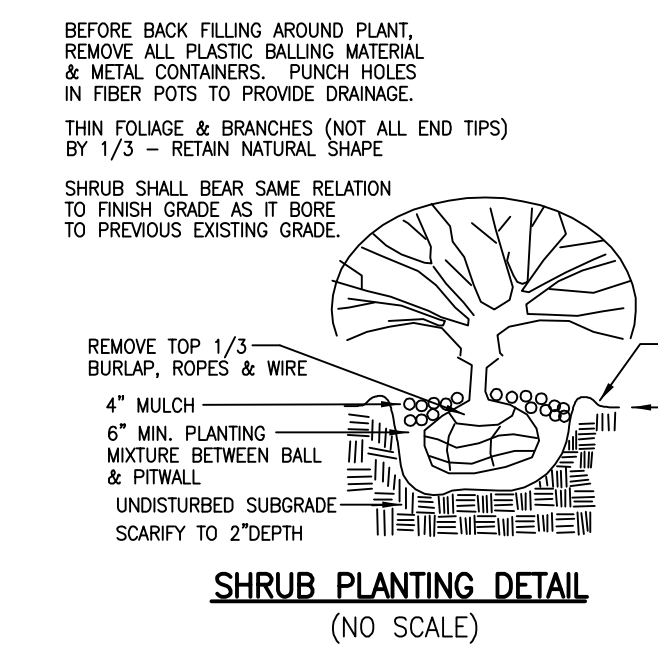 BEFORE BACK FILLING AROUND PLANT,
REMOVE ALL PLASTIC BALLING MATERIAL
& METAL CONTAINERS. PUNCH HOLES
IN FIBER POTS TO PROVIDE DRAINAGE.
THIN FOLIAGE & BRANCHES (NOT ALL END TIPS)
BY 1/3 – RETAIN NATURAL SHAPE
SHRUB SHALL BEAR SAME RELATION
TO FINISH GRADE AS IT BORE
TO PREVIOUS EXISTING GRADE.
REMOVE TOP 1/3
BURLAP, ROPES & WIRE
4" MULCH
6" MIN. PLANTING
MIXTURE BETWEEN BALL
& PITWALL
UNDISTURBED SUBGRADE
SCARIFY TO 2"DEPTH
SHRUB PLANTING DETAIL
(NO SCALE)